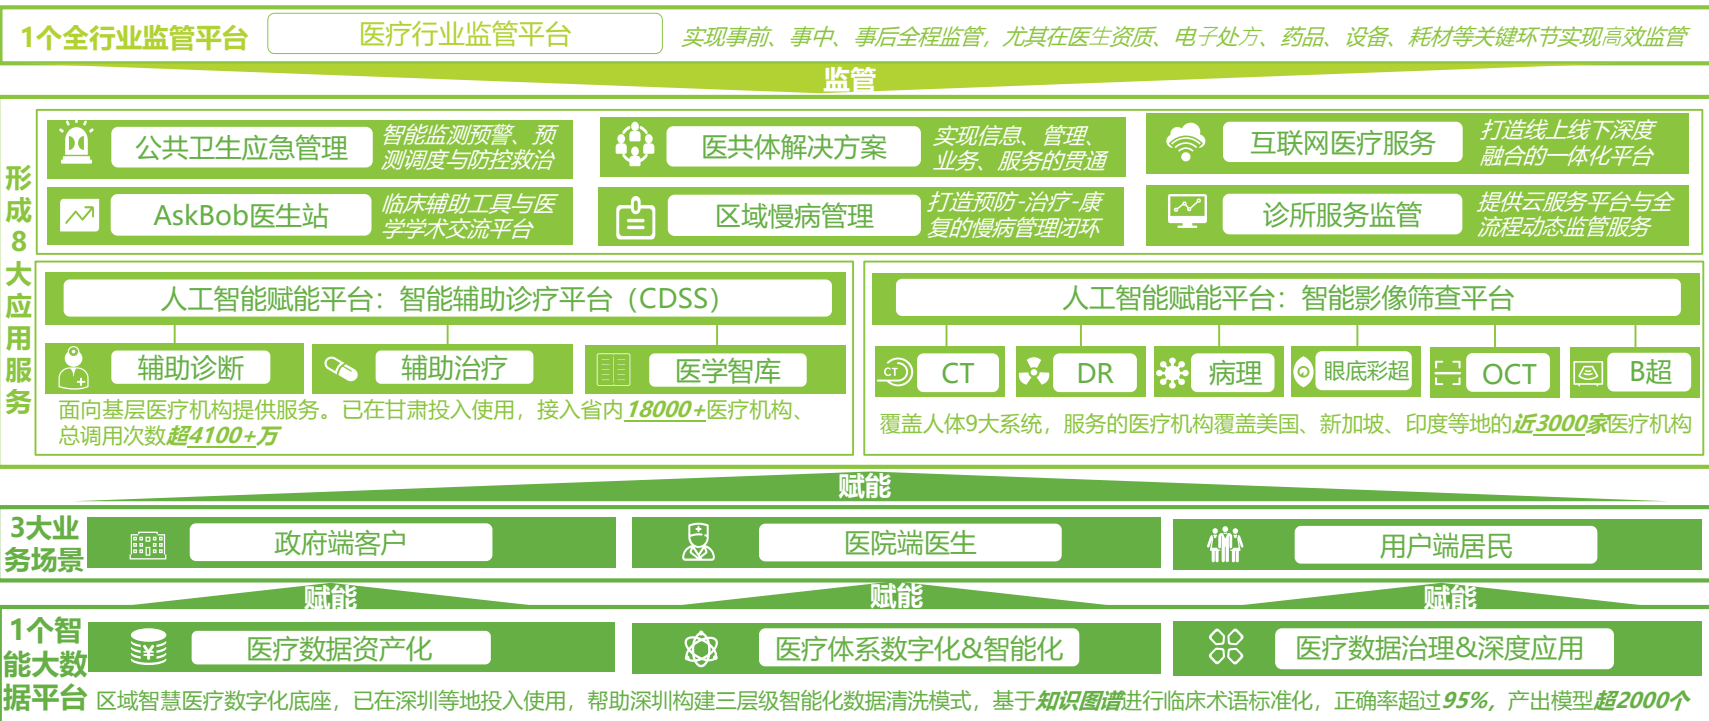 1个全行业监管平台
医疗行业监管平台
实现事前、事中、事后全程监管，尤其在医生资质、电子处方、药品、设备、耗材等关键环节实现高效监管
监管
形成8大应用服务
公共卫生应急管理
智能监测预警、预
测调度与防控救治
医共体解决方案
实现信息、管理、
业务、服务的贯通
互联网医疗服务
打造线上线下深度
融合的一体化平台
AskBob医生站
临床辅助工具与医
学学术交流平台
区域慢病管理
打造预防-治疗-康
复的慢病管理闭环
诊所服务监管
提供云服务平台与全
流程动态监管服务
人工智能赋能平台：智能辅助诊疗平台（CDSS）
辅助诊断
辅助治疗
医学智库
面向基层医疗机构提供服务。已在甘肃投入使用，接入省内18000+医疗机构、
总调用次数超4100+万
人工智能赋能平台：智能影像筛查平台
CT
CT
DR
病理
眼底彩超
OCT
B超
覆盖人体9大系统，服务的医疗机构覆盖美国、新加坡、印度等地的近3000家医疗机构
赋能
3大业
务场景
政府端客户
医院端医生
用户端居民
赋能
赋能
赋能
1个智
能大数
据平台
医疗数据资产化
医疗体系数字化&智能化
医疗数据治理&深度应用
区域智慧医疗数字化底座，已在深圳等地投入使用，帮助深圳构建三层级智能化数据清洗模式，基于知识图谱进行临床术语标准化，正确率超过95%，产出模型超2000个